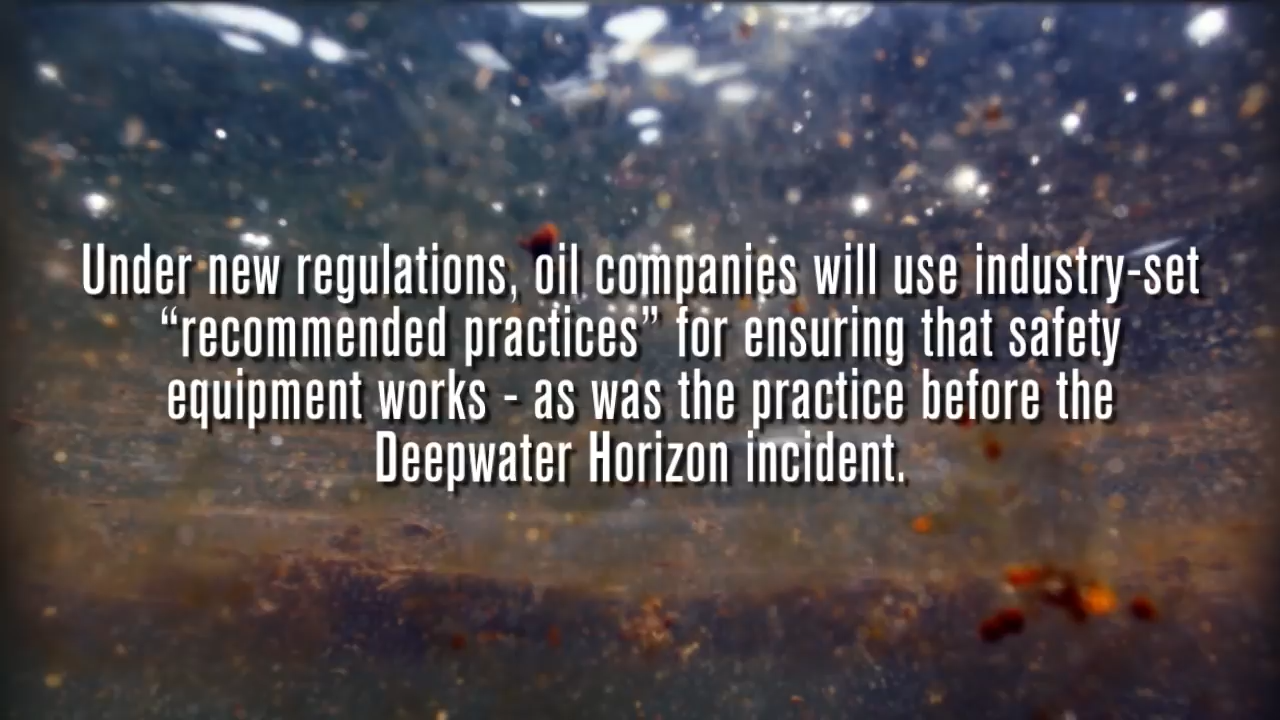 Under new regulations, oil companies will use industry-set
“recommended practices” for ensuring that safety
equipment works - as was the practice before the
Deepwater Horizon incident.